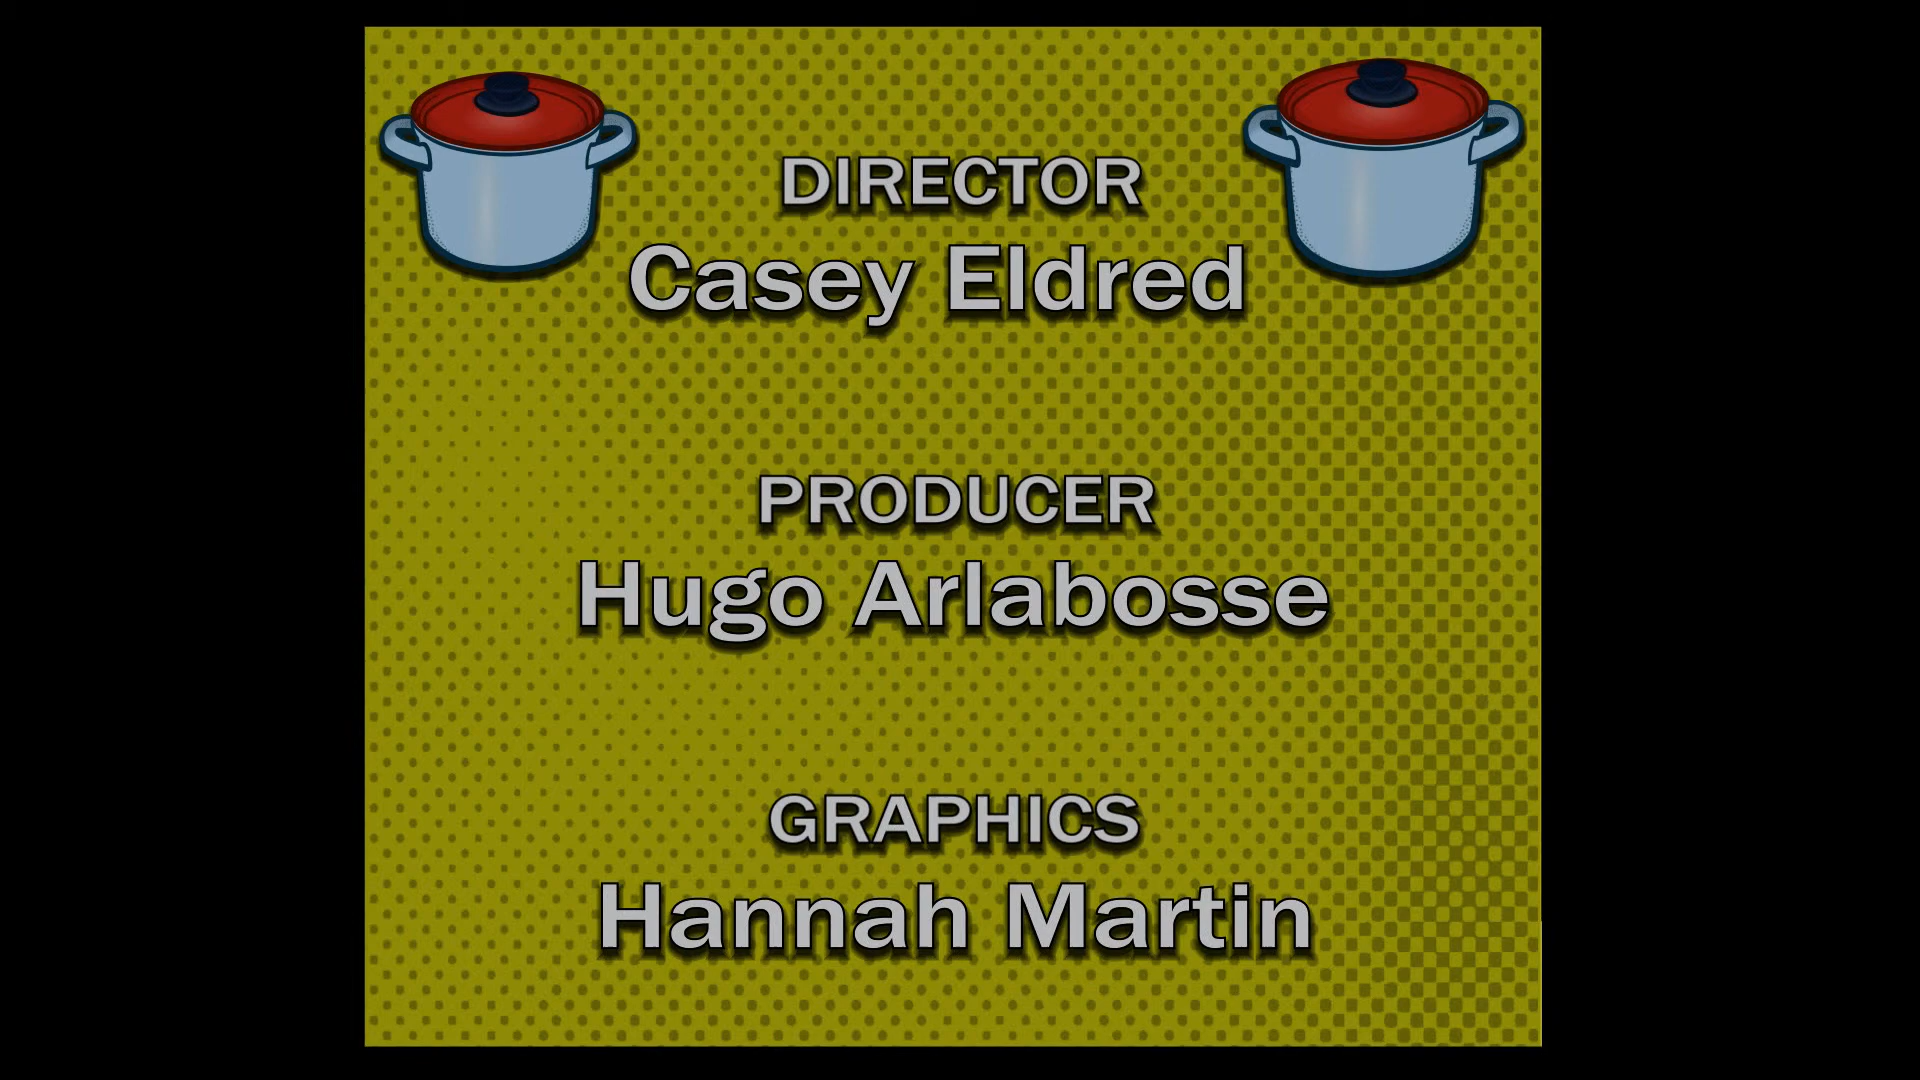 DIRECTOR
Casey Eldred
PRODUCER
Hugo Arlabosse
GRAPHICS
Hannah Martin